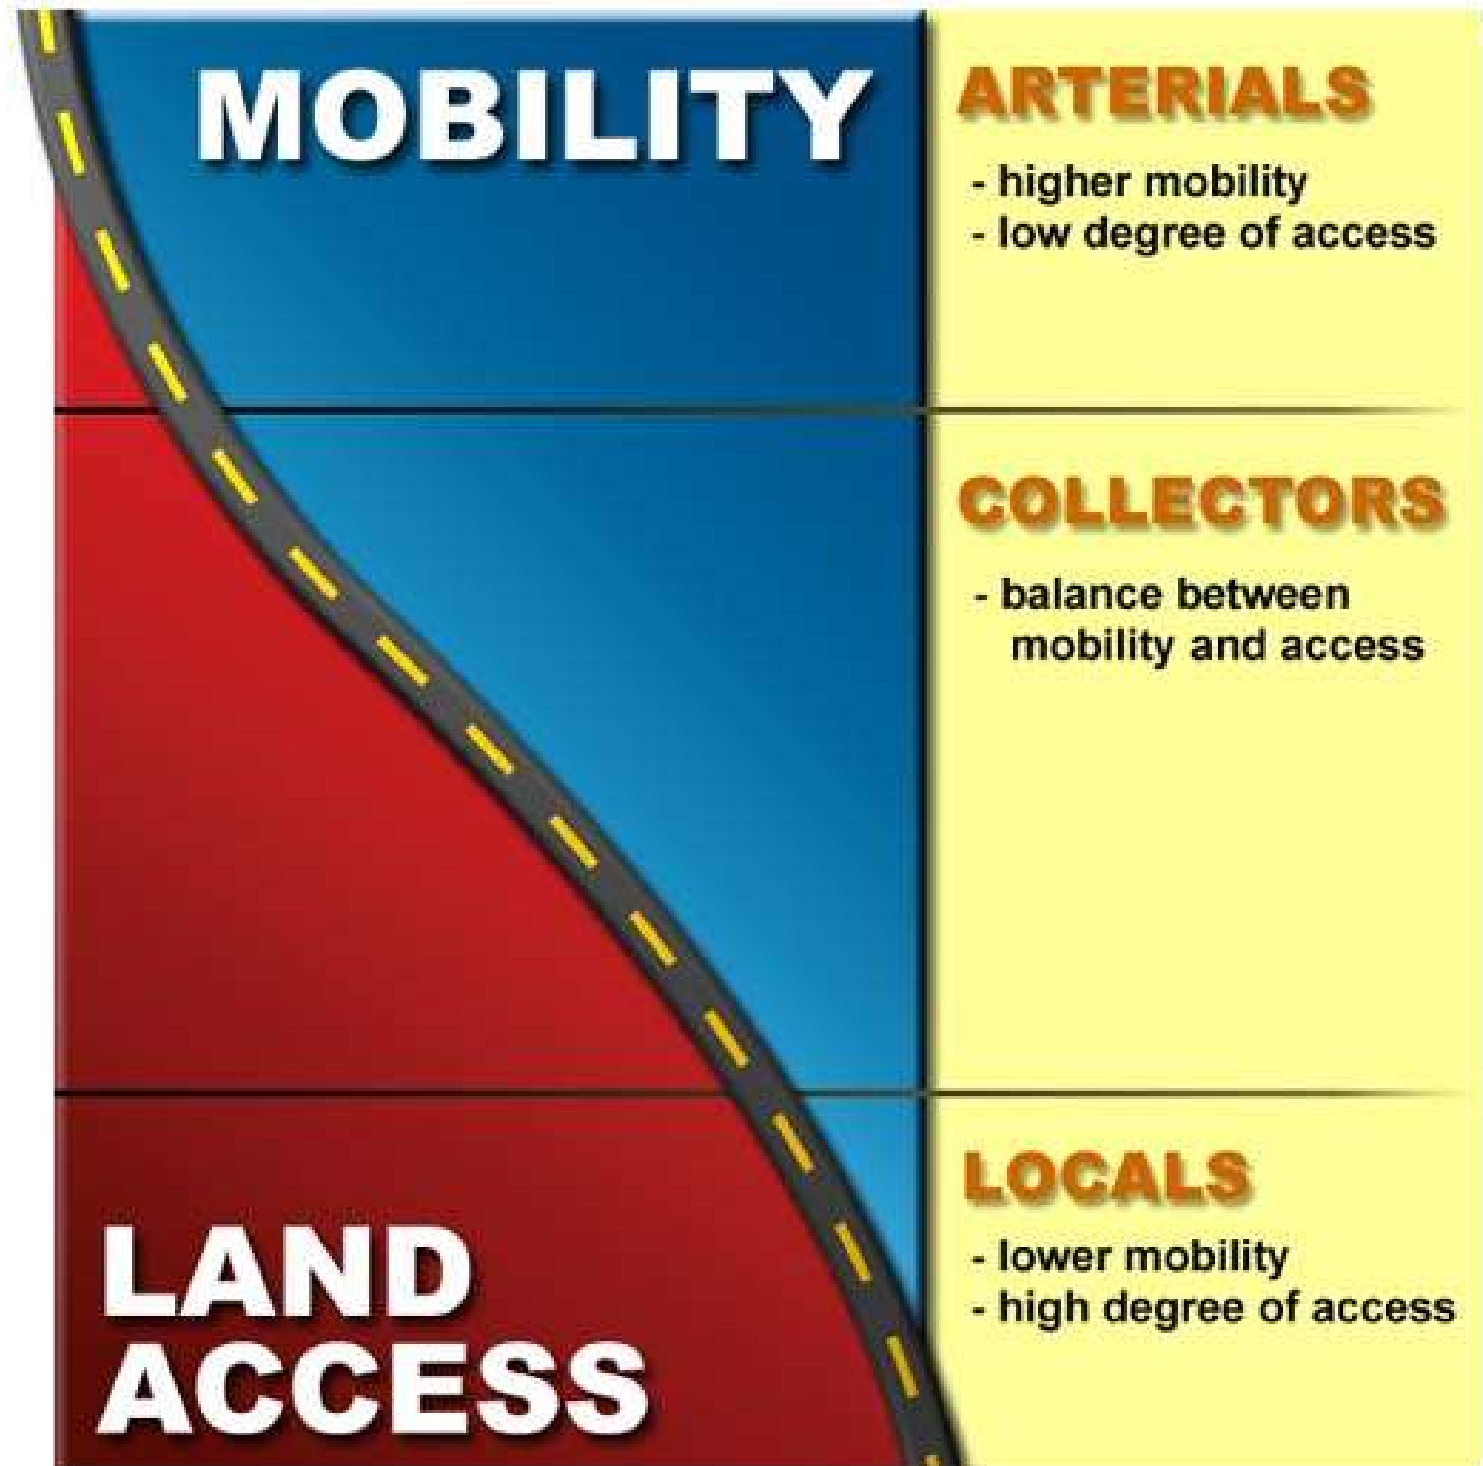 MOBILITY
ARTERIALS
- higher mobility
- low degree of access
COLLECTORS
- balance between
mobility and access
LAND
ACCESS
LOCALS
- lower mobility
- high degree of access